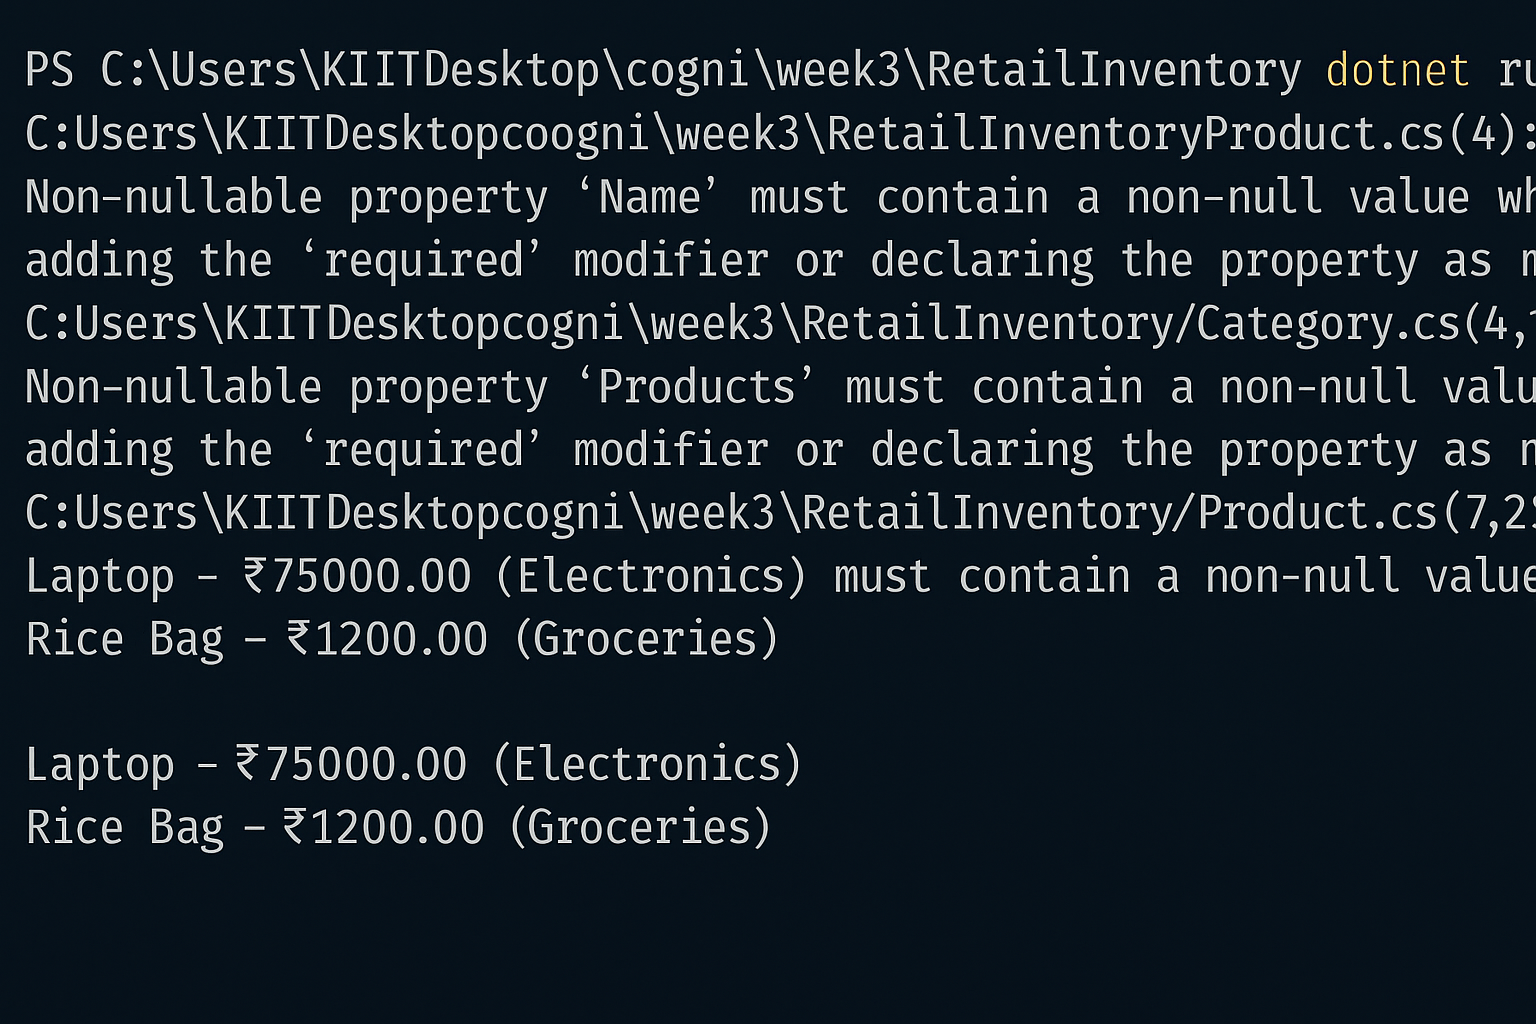 PS C:\Users\KIITDesktop\cogni\week3\RetailInventory dotnet ru
C:Users\KIITDesktopcoogni\week3\RetailInventoryProduct.cs(4):
Non-nullable property ‘Name’ must contain a non-null value wh
adding the ‘required’ modifier or declaring the property as n
C:Users\KIITDesktopcogni\week3\RetailInventory/Category.cs(4,1
Non-nullable property ‘Products’ must contain a non-null valu
adding the ‘required’ modifier or declaring the property as n
C:Users\KIITDesktopcogni\week3\RetailInventory/Product.cs(7,2
Laptop – ₹75000.00 (Electronics) must contain a non-null value
Rice Bag – ₹1200.00 (Groceries)
Laptop – ₹75000.00 (Electronics)
Rice Bag – ₹1200.00 (Groceries)